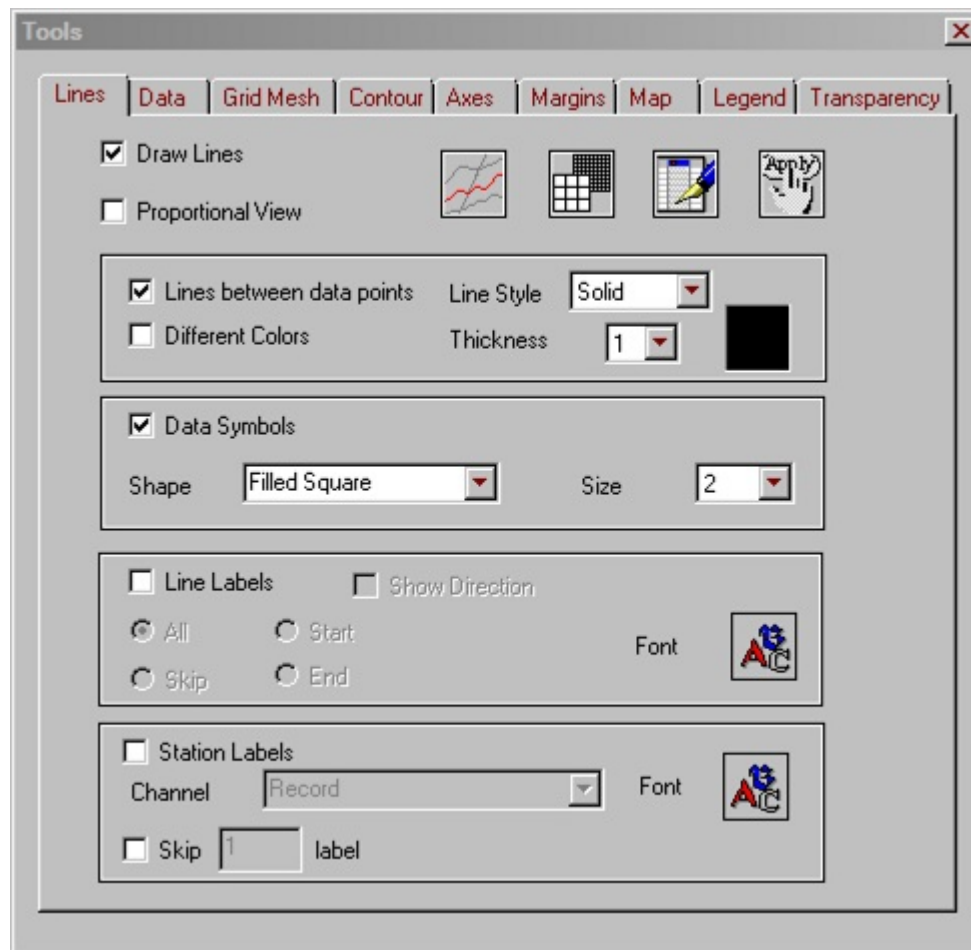 Tools
Lines Data Grid Mesh Contour Axes Margins Map Legend Transparency
Draw Lines
Apply
Proportional View
Lines between data points Line Style Solid
Different Colors Thickness 1
Data Symbols
Shape Filled Square Size 2
Line Labels Show Direction
All Start
Font ABC
Skip End
Station Labels
Channel Record Font ABC
Skip 1 label